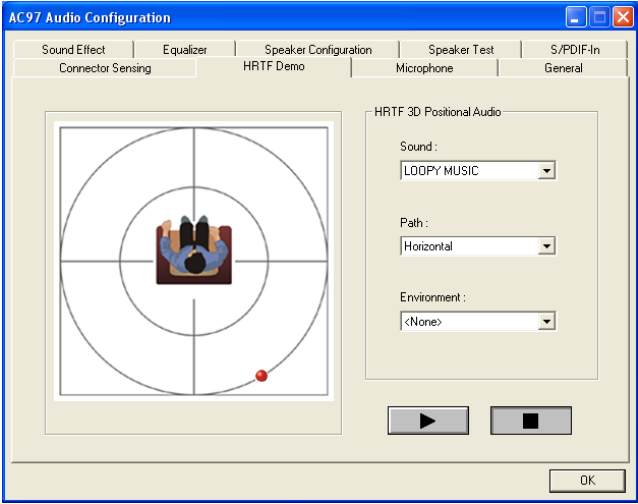 AC97 Audio Configuration
Sound Effect Equalizer Speaker Configuration Speaker Test S/PDIF-In
Connector Sensing HRTF Demo Microphone General
HRTF 3D Positional Audio
Sound :
LOOPY MUSIC
Path :
Horizontal
Environment :
<None>
OK